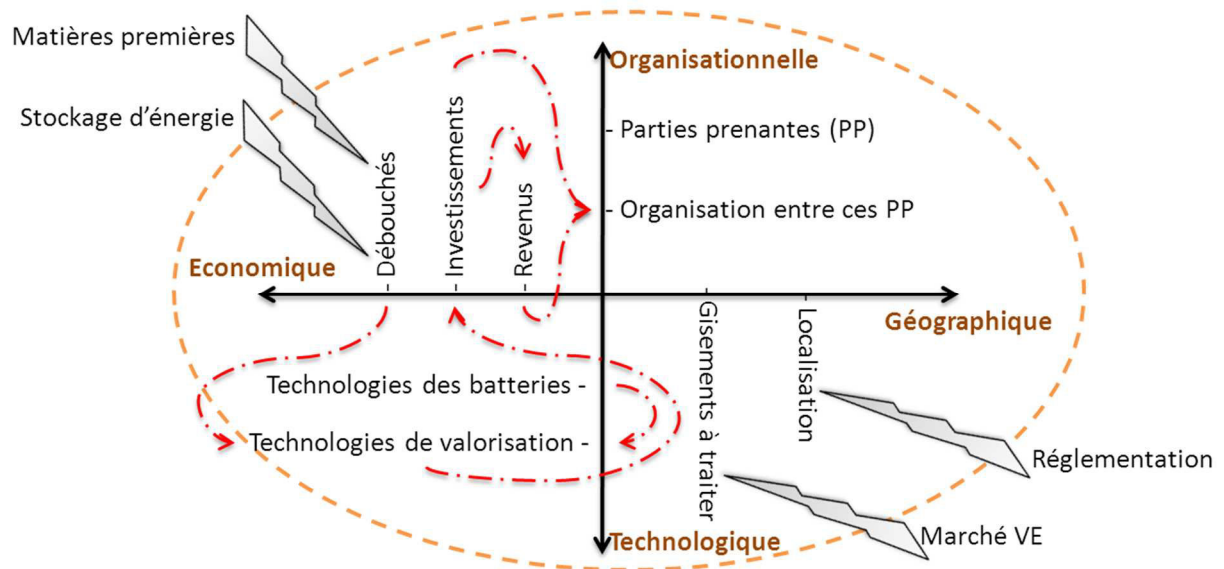 Matières premières
Stockage d'énergie
Organisationnelle
- Parties prenantes (PP)
- Organisation entre ces PP
Débouchés
Investissements
Revenus
Economique
Géographique
Gisements à traiter
Localisation
Technologies des batteries -
Technologies de valorisation -
Réglementation
Marché VE
Technologique